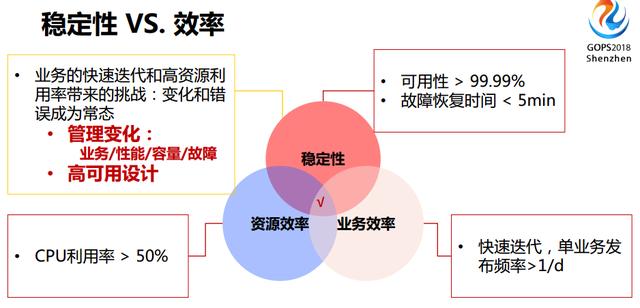 稳定性 VS. 效率
GOPS2018
Shenzhen
• 业务的快速迭代和高资源利
用率带来的挑战：变化和错
误成为常态
• 管理变化：
业务/性能/容量/故障
• 高可用设计
• 可用性 > 99.99%
• 故障恢复时间 < 5min
稳定性
√
资源效率
业务效率
• CPU利用率 > 50%
• 快速迭代，单业务发
布频率>1/d